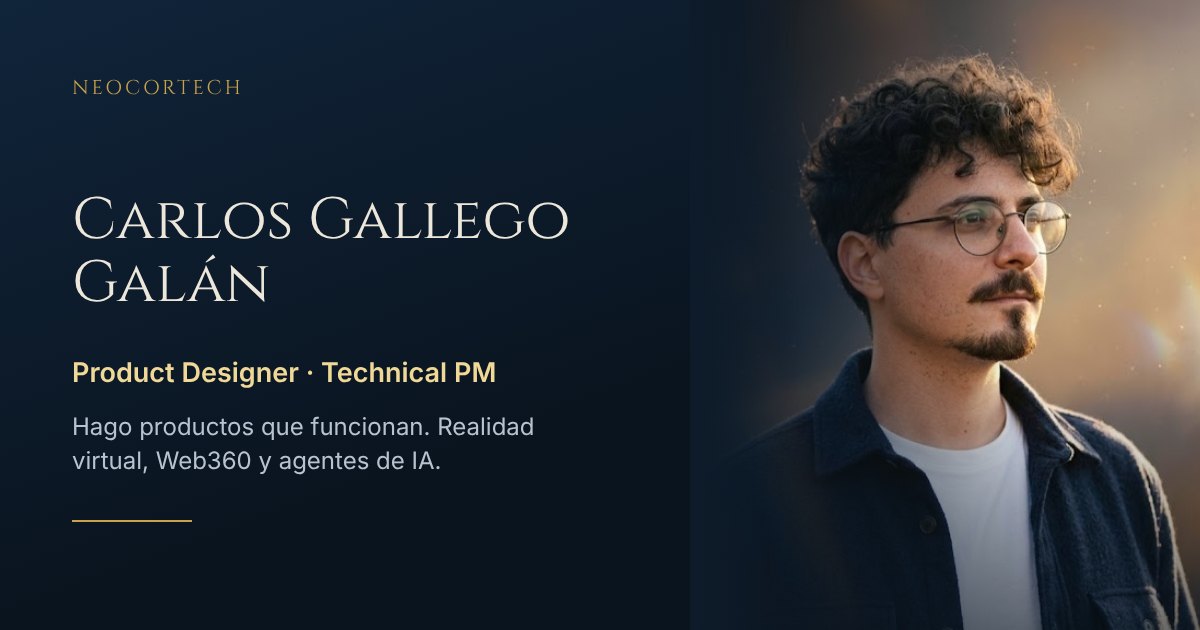 NEOCORTECH
Carlos Gallego
Galán
Product Designer · Technical PM
Hago productos que funcionan. Realidad
virtual, Web360 y agentes de IA.